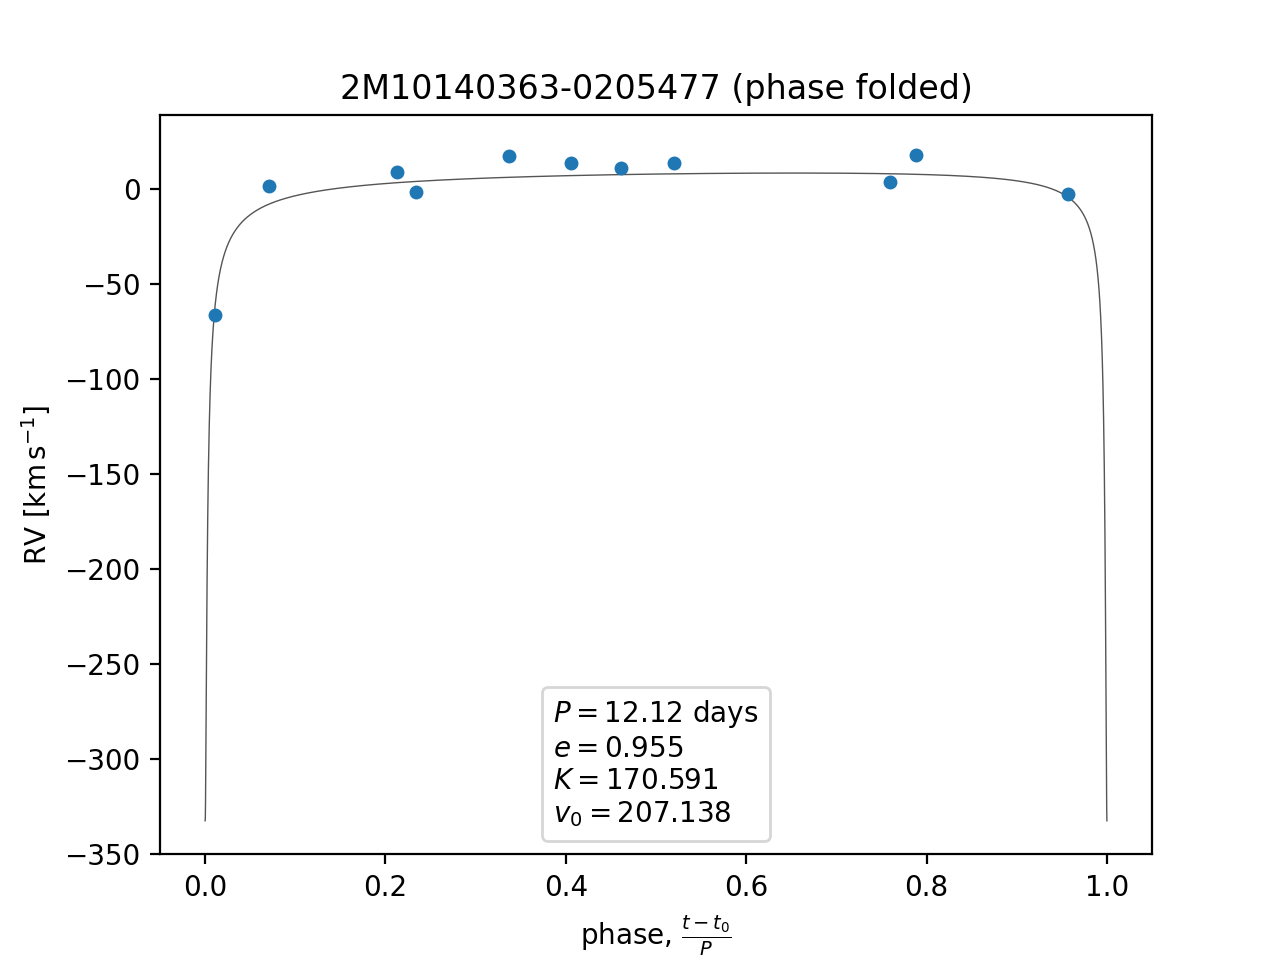 2M10140363-0205477 (phase folded)
RV [km s⁻¹]
0
−50
−100
−150
−200
−250
−300
−350
P = 12.12 days
e = 0.955
K = 170.591
v₀ = 207.138
0.0 0.2 0.4 0.6 0.8 1.0
phase, (t − t₀)/P